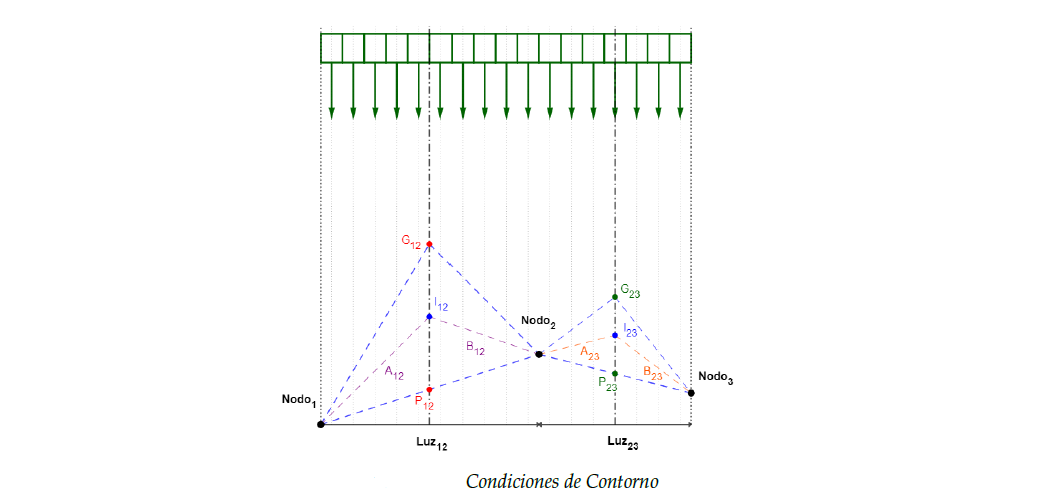 G12
G23
I12
Nodo2
I23
B12
A23
A12
B23
P23
Nodo3
P12
Nodo1
Luz12
Luz23
Condiciones de Contorno